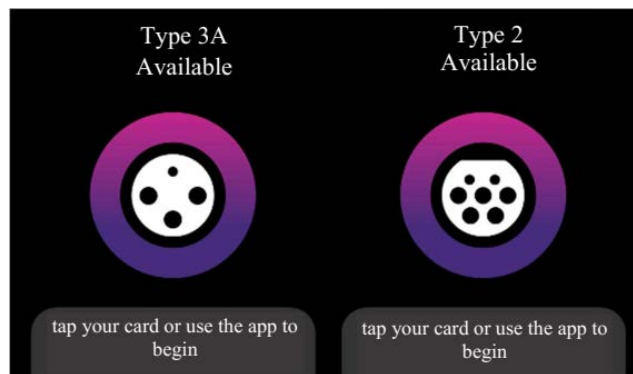 Type 3A
Available
Type 2
Available
tap your card or use the app to
begin
tap your card or use the app to
begin